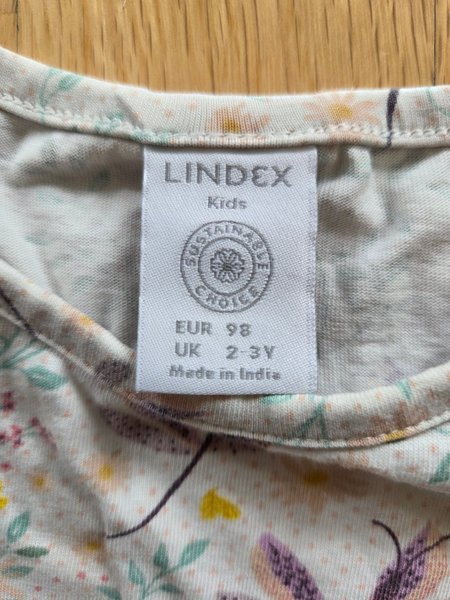 LINDEX
Kids
SUSTAINABLE
CHOICE
EUR 98
UK 2-3Y
Made in India